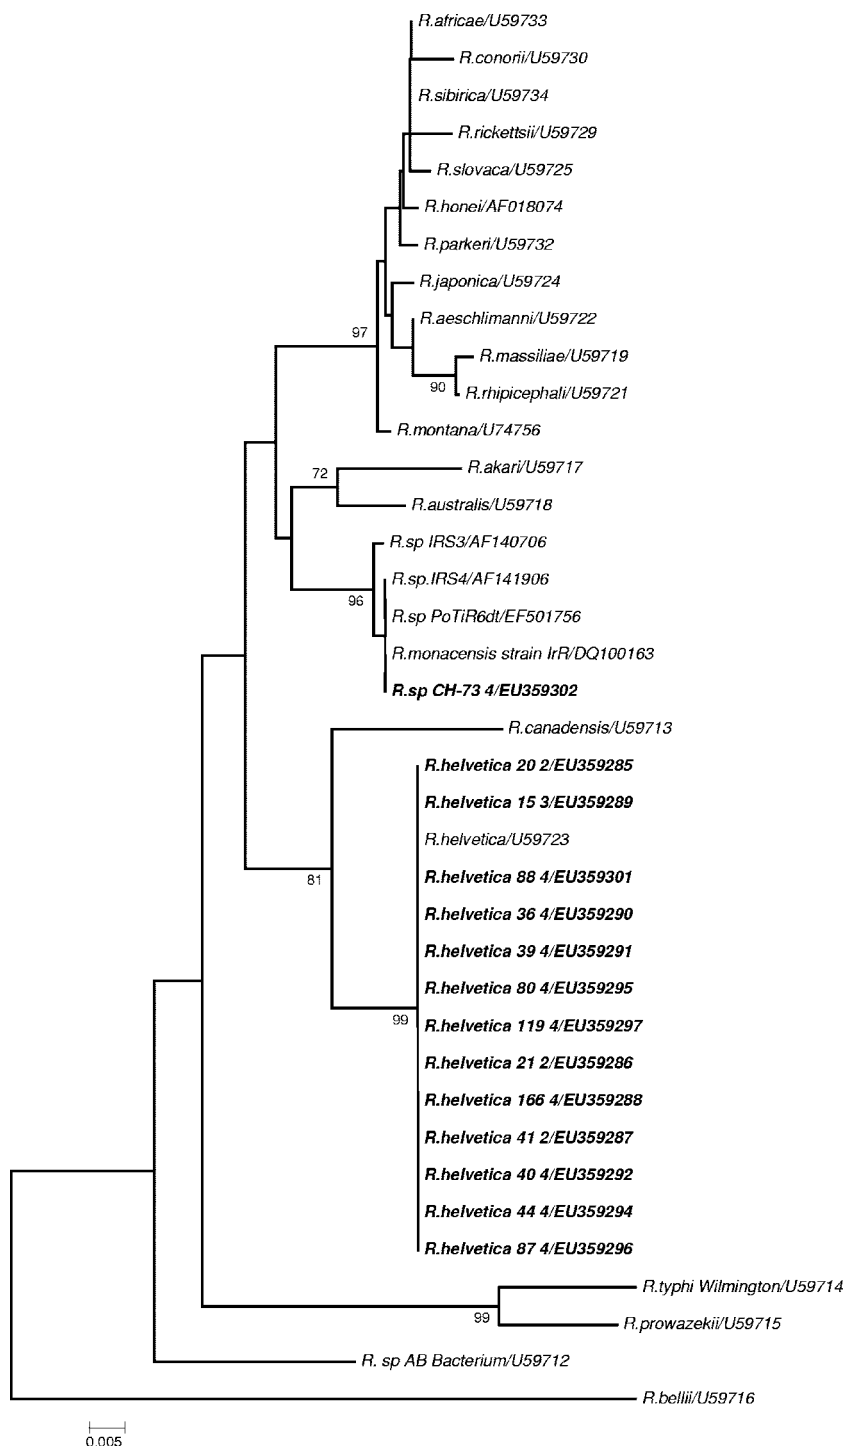 R.africae/U59733
R.conorii/U59730
R.sibirica/U59734
R.rickettsii/U59729
R.slovaca/U59725
R.honei/AF018074
R.parkeri/U59732
R.japonica/U59724
97
R.aeschlimanni/U59722
R.massiliae/U59719
90
R.rhipicephali/U59721
R.montana/U74756
72
R.akari/U59717
R.australis/U59718
R.sp IRS3/AF140706
R.sp.IRS4/AF141906
96
R.sp PoTiR6dt/EF501756
R.monacensis strain IrR/DQ100163
R.sp CH-73 4/EU359302
R.canadensis/U59713
R.helvetica 20 2/EU359285
R.helvetica 15 3/EU359289
R.helvetica/U59723
81
R.helvetica 88 4/EU359301
R.helvetica 36 4/EU359290
R.helvetica 39 4/EU359291
R.helvetica 80 4/EU359295
99
R.helvetica 119 4/EU359297
R.helvetica 21 2/EU359286
R.helvetica 166 4/EU359288
R.helvetica 41 2/EU359287
R.helvetica 40 4/EU359292
R.helvetica 44 4/EU359294
R.helvetica 87 4/EU359296
R.typhi Wilmington/U59714
99
R.prowazekii/U59715
R. sp AB Bacterium/U59712
R.bellii/U59716
0.005